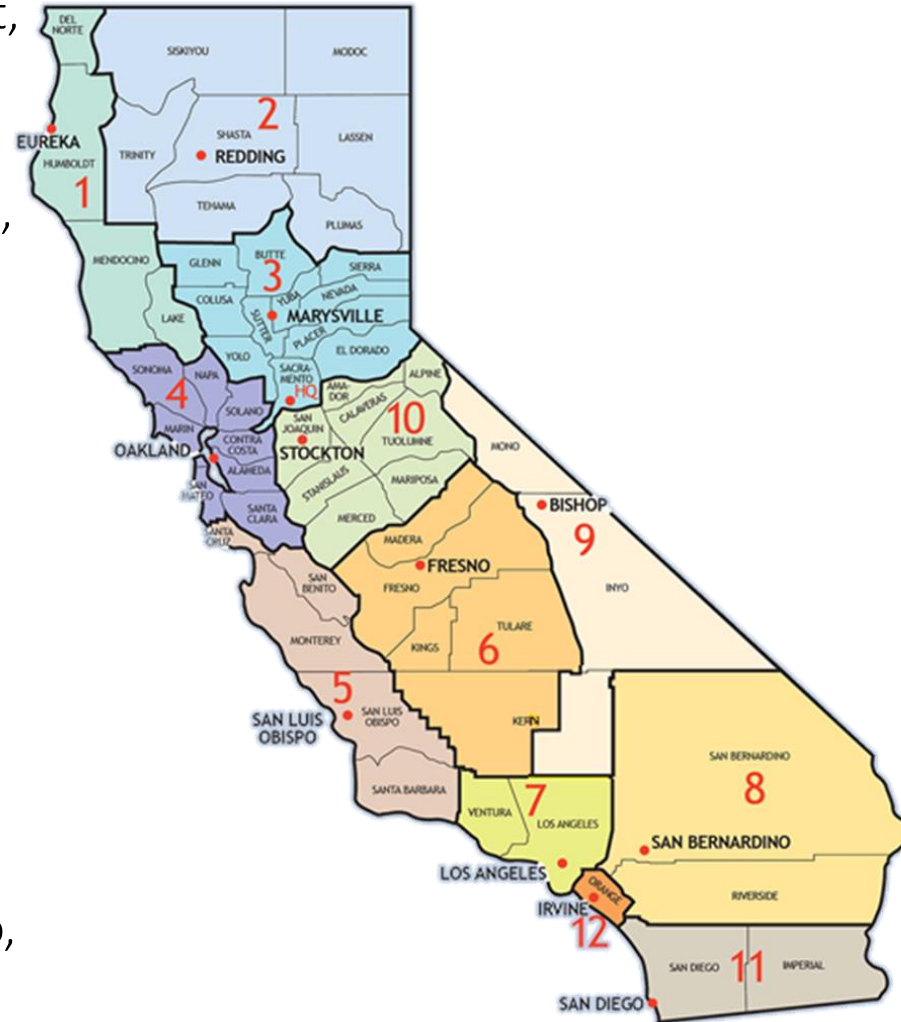 t,
DEL
NORTE
SISKIYOU
MODOC
2
SHASTA
LASSEN
EUREKA
TRINITY
REDDING
HUMBOLDT
1
TEHAMA
,
PLUMAS
MENDOCINO
GLENN
BUTTE
3
SIERRA
COLUSA
YUBA
NEVADA
LAKE
SUTTER
MARYSVILLE
PLACER
YOLO
EL DORADO
SONOMA
NAPA
SACRA-
MENTO
HQ
AMA-
DOR
ALPINE
4
SOLANO
CALAVERAS
10
MARIN
SAN
JOAQUIN
TUOLUMNE
OAKLAND
CONTRA
COSTA
STOCKTON
MONO
ALAMEDA
STANISLAUS
MARIPOSA
SAN
MATEO
SANTA
CLARA
MERCED
BISHOP
SANTA
CRUZ
MADERA
9
FRESNO
SAN
BENITO
FRESNO
INYO
MONTEREY
TULARE
KINGS
6
5
SAN LUIS
OBISPO
SAN LUIS
OBISPO
KERN
SAN BERNARDINO
SANTA BARBARA
VENTURA
7
LOS ANGELES
8
SAN BERNARDINO
LOS ANGELES
ORANGE
RIVERSIDE
IRVINE
12
),
SAN DIEGO
11
IMPERIAL
SAN DIEGO